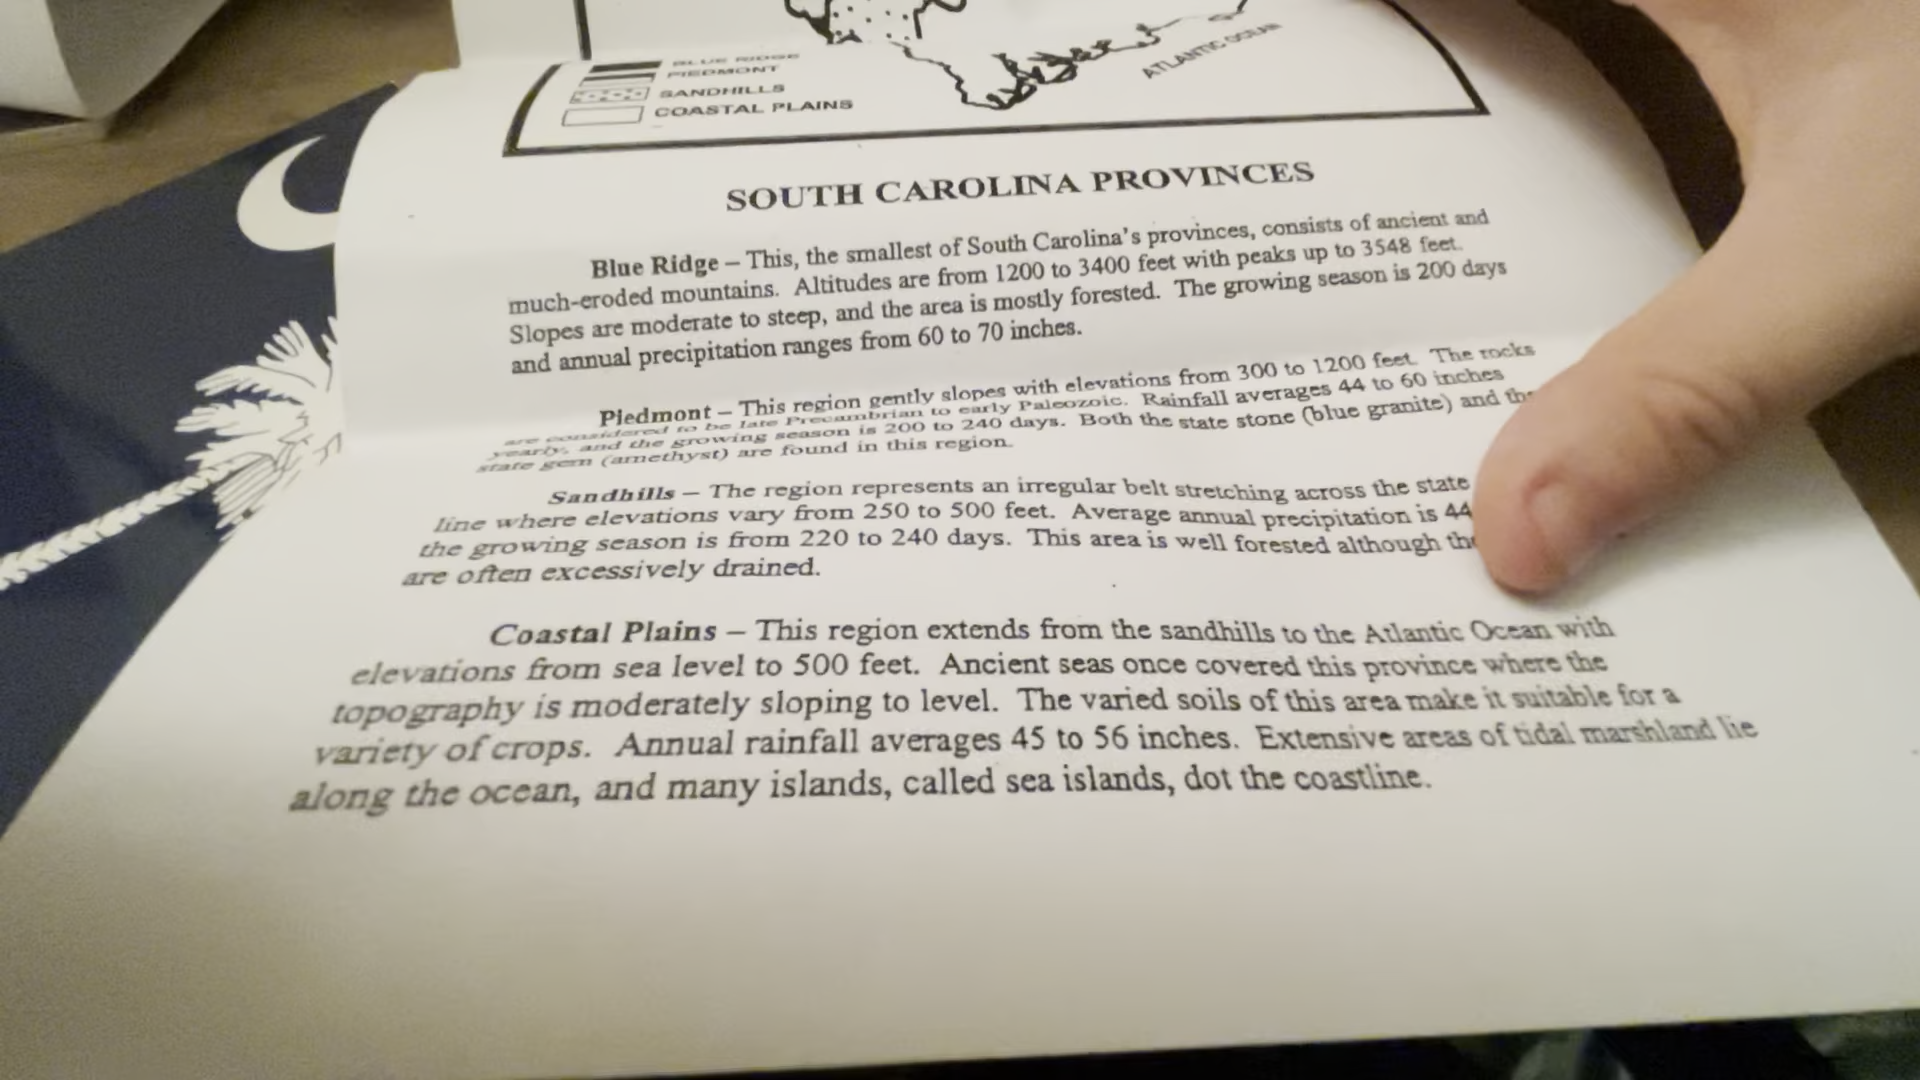 BLUE RIDGE
PIEDMONT
SANDHILLS
COASTAL PLAINS
ATLANTIC OCEAN
SOUTH CAROLINA PROVINCES
Blue Ridge – This, the smallest of South Carolina's provinces, consists of ancient and
much-eroded mountains. Altitudes are from 1200 to 3400 feet with peaks up to 3548 feet.
Slopes are moderate to steep, and the area is mostly forested. The growing season is 200 days
and annual precipitation ranges from 60 to 70 inches.
Piedmont – This region gently slopes with elevations from 300 to 1200 feet. The rocks
are considered to be late Precambrian to early Paleozoic. Rainfall averages 44 to 60 inches
yearly, and the growing season is 200 to 240 days. Both the state stone (blue granite) and the
state gem (amethyst) are found in this region.
Sandhills – The region represents an irregular belt stretching across the state
line where elevations vary from 250 to 500 feet. Average annual precipitation is 44
the growing season is from 220 to 240 days. This area is well forested although the
are often excessively drained.
Coastal Plains – This region extends from the sandhills to the Atlantic Ocean with
elevations from sea level to 500 feet. Ancient seas once covered this province where the
topography is moderately sloping to level. The varied soils of this area make it suitable for a
variety of crops. Annual rainfall averages 45 to 56 inches. Extensive areas of tidal marshland lie
along the ocean, and many islands, called sea islands, dot the coastline.